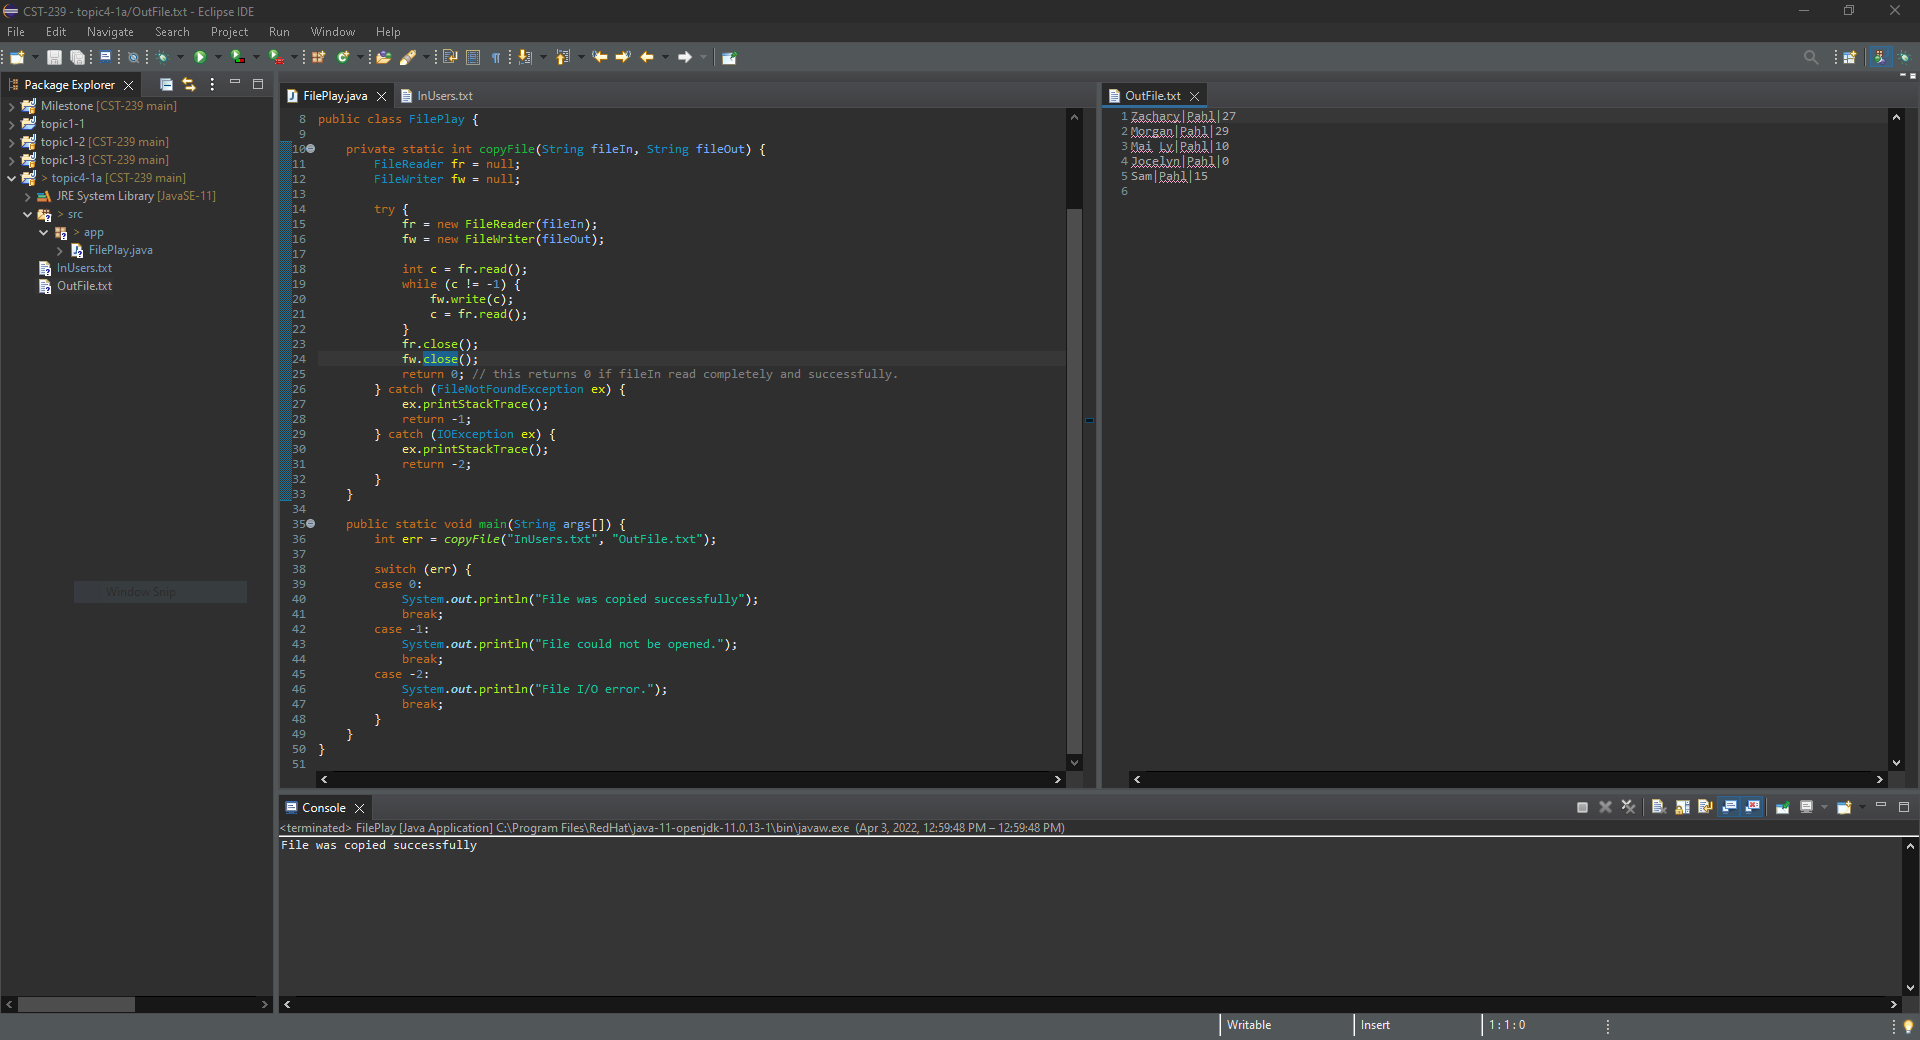 CST-239 - topic4-1a/OutFile.txt - Eclipse IDE
File Edit Navigate Search Project Run Window Help
Package Explorer
Milestone [CST-239 main]
topic1-1
topic1-2 [CST-239 main]
topic1-3 [CST-239 main]
> topic4-1a [CST-239 main]
JRE System Library [JavaSE-11]
> src
> app
FilePlay.java
InUsers.txt
OutFile.txt
Window Snip
FilePlay.java InUsers.txt
8 public class FilePlay {
9
10 private static int copyFile(String fileIn, String fileOut) {
11 FileReader fr = null;
12 FileWriter fw = null;
13
14 try {
15 fr = new FileReader(fileIn);
16 fw = new FileWriter(fileOut);
17
18 int c = fr.read();
19 while (c != -1) {
20 fw.write(c);
21 c = fr.read();
22 }
23 fr.close();
24 fw.close();
25 return 0; // this returns 0 if fileIn read completely and successfully.
26 } catch (FileNotFoundException ex) {
27 ex.printStackTrace();
28 return -1;
29 } catch (IOException ex) {
30 ex.printStackTrace();
31 return -2;
32 }
33 }
34
35 public static void main(String args[]) {
36 int err = copyFile("InUsers.txt", "OutFile.txt");
37
38 switch (err) {
39 case 0:
40 System.out.println("File was copied successfully");
41 break;
42 case -1:
43 System.out.println("File could not be opened.");
44 break;
45 case -2:
46 System.out.println("File I/O error.");
47 break;
48 }
49 }
50 }
51
OutFile.txt
1 Zachary|Pahl|27
2 Morgan|Pahl|29
3 Mai Ly|Pahl|10
4 Jocelyn|Pahl|0
5 Sam|Pahl|15
6
Console
<terminated> FilePlay [Java Application] C:\Program Files\RedHat\java-11-openjdk-11.0.13-1\bin\javaw.exe (Apr 3, 2022, 12:59:48 PM – 12:59:48 PM)
File was copied successfully
Writable Insert 1 : 1 : 0